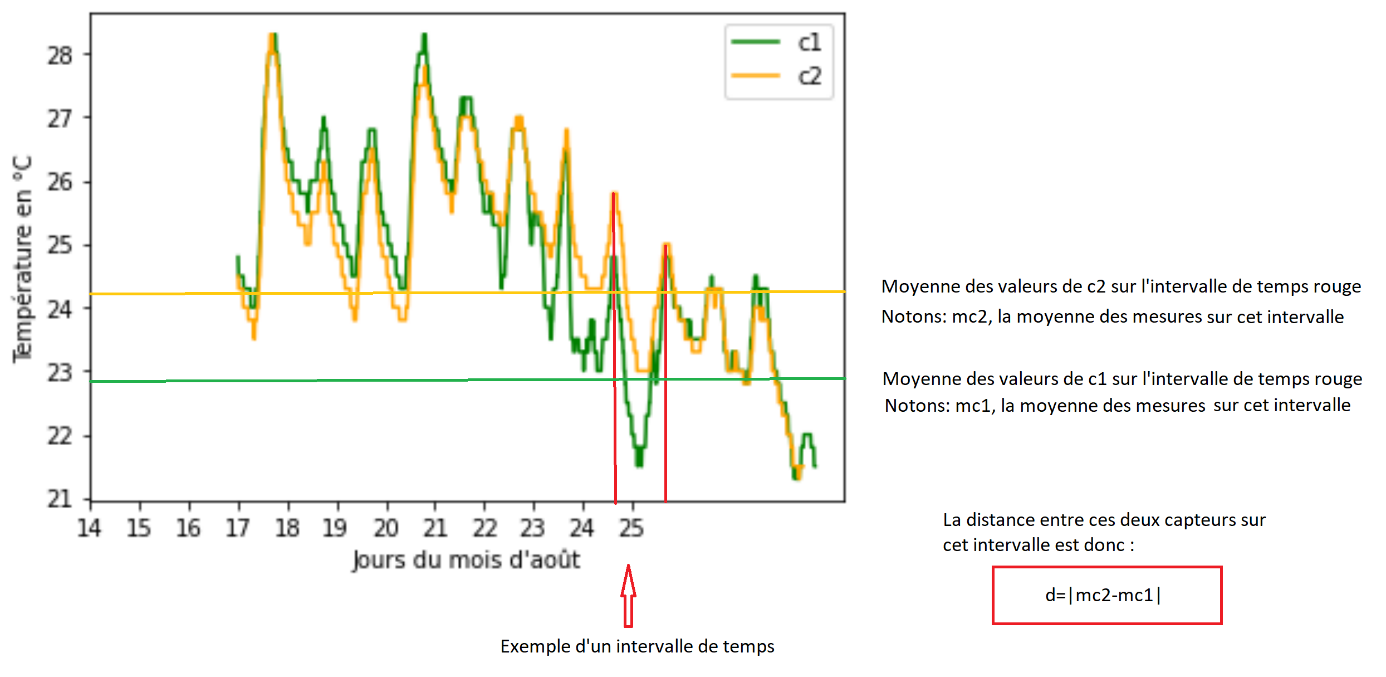 28
27
26
25
24
23
22
21
Température en °C
c1
c2
14 15 16 17 18 19 20 21 22 23 24 25
Jours du mois d'août
Exemple d'un intervalle de temps
Moyenne des valeurs de c2 sur l'intervalle de temps rouge
Notons: mc2, la moyenne des mesures sur cet intervalle
Moyenne des valeurs de c1 sur l'intervalle de temps rouge
Notons: mc1, la moyenne des mesures sur cet intervalle
La distance entre ces deux capteurs sur
cet intervalle est donc :
d=|mc2-mc1|